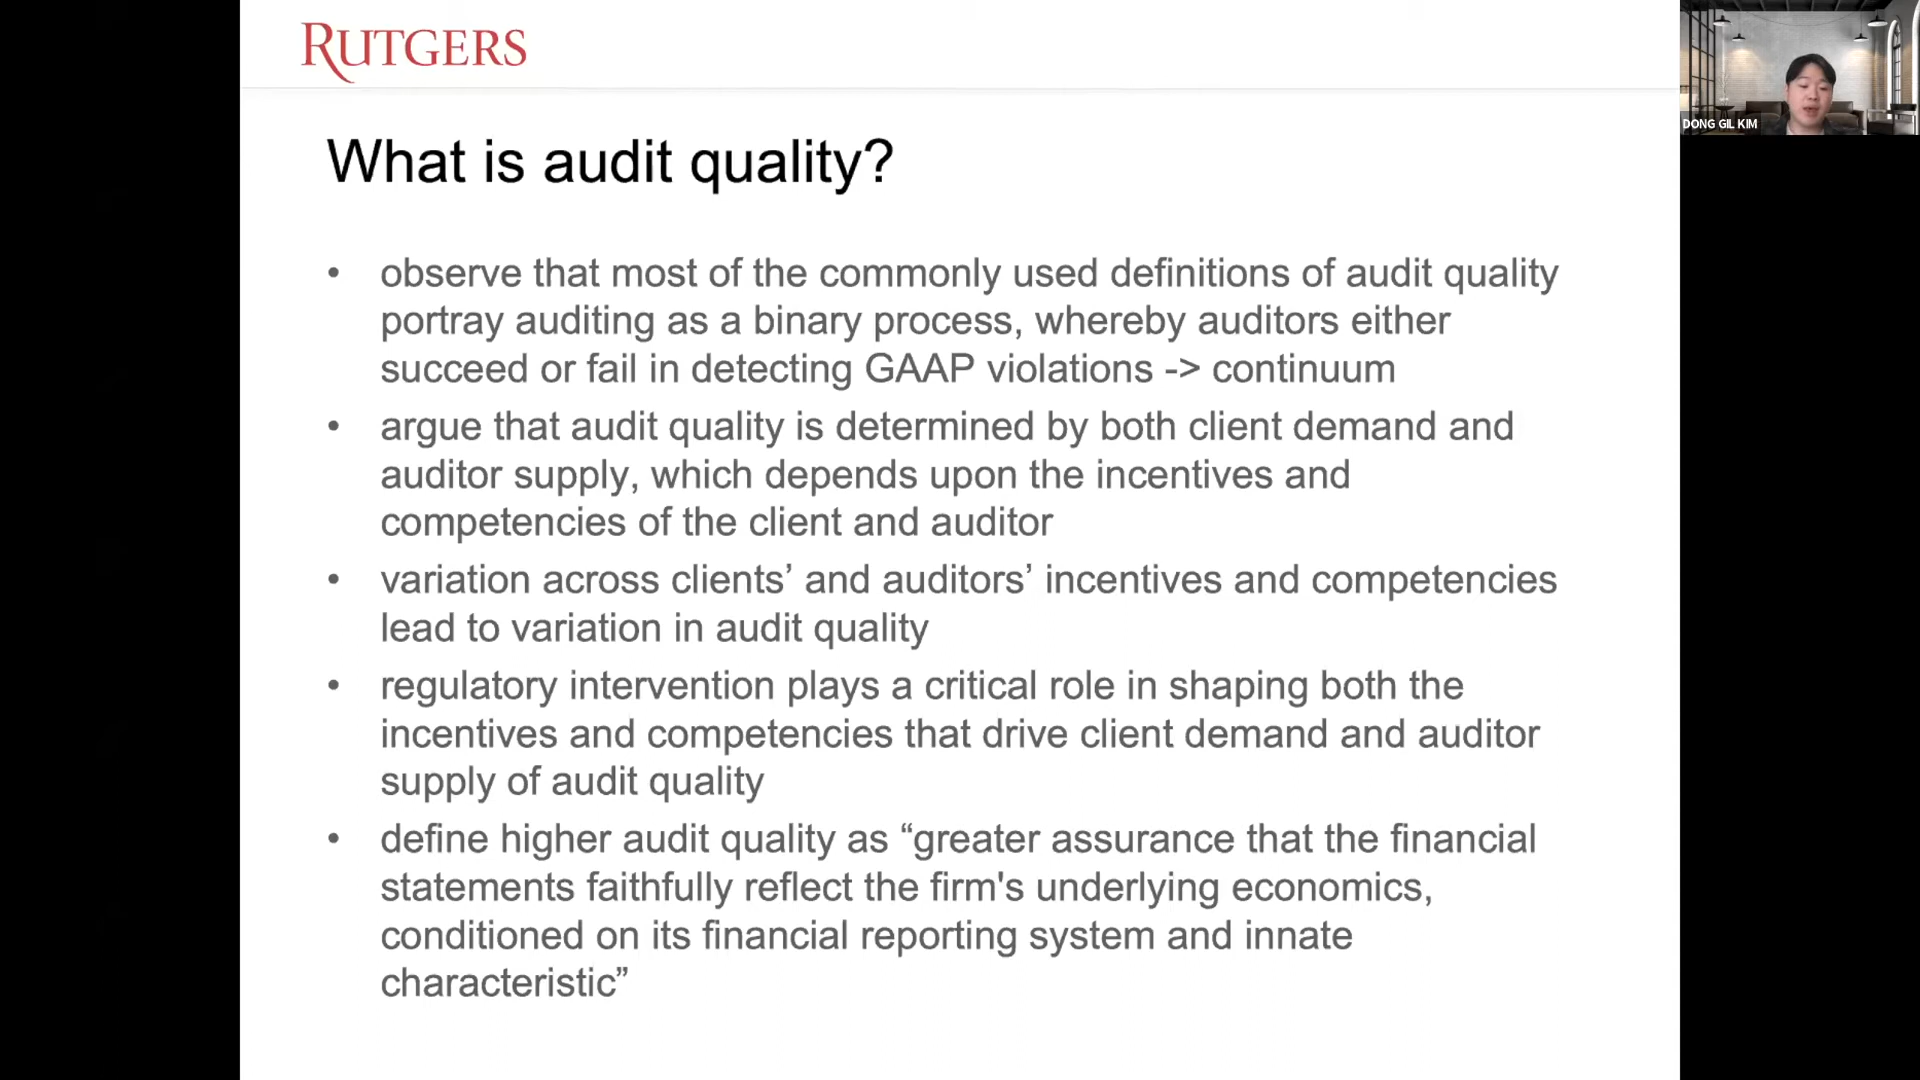 RUTGERS
DONG GIL KIM
What is audit quality?
• observe that most of the commonly used definitions of audit quality
portray auditing as a binary process, whereby auditors either
succeed or fail in detecting GAAP violations -> continuum
• argue that audit quality is determined by both client demand and
auditor supply, which depends upon the incentives and
competencies of the client and auditor
• variation across clients’ and auditors’ incentives and competencies
lead to variation in audit quality
• regulatory intervention plays a critical role in shaping both the
incentives and competencies that drive client demand and auditor
supply of audit quality
• define higher audit quality as “greater assurance that the financial
statements faithfully reflect the firm's underlying economics,
conditioned on its financial reporting system and innate
characteristic”